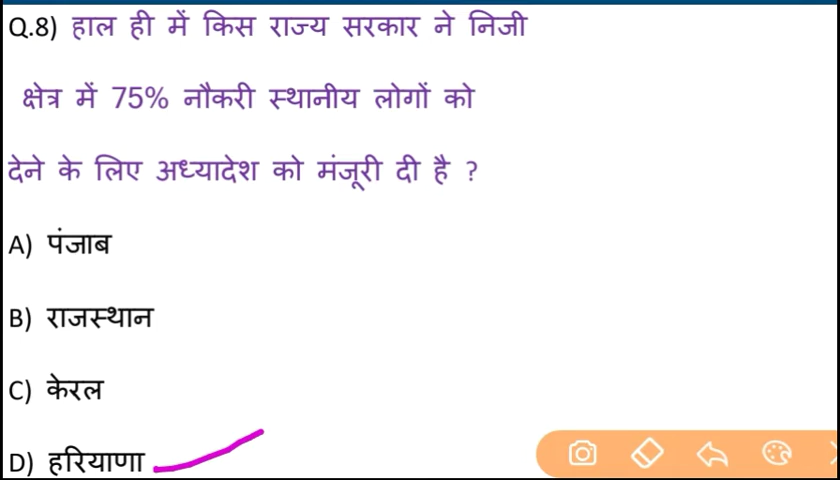 Q.8) हाल ही में किस राज्य सरकार ने निजी
क्षेत्र में 75% नौकरी स्थानीय लोगों को
देने के लिए अध्यादेश को मंजूरी दी है ?
A) पंजाब
B) राजस्थान
C) केरल
D) हरियाणा